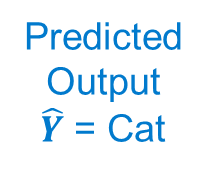 Predicted
Output
Ŷ = Cat